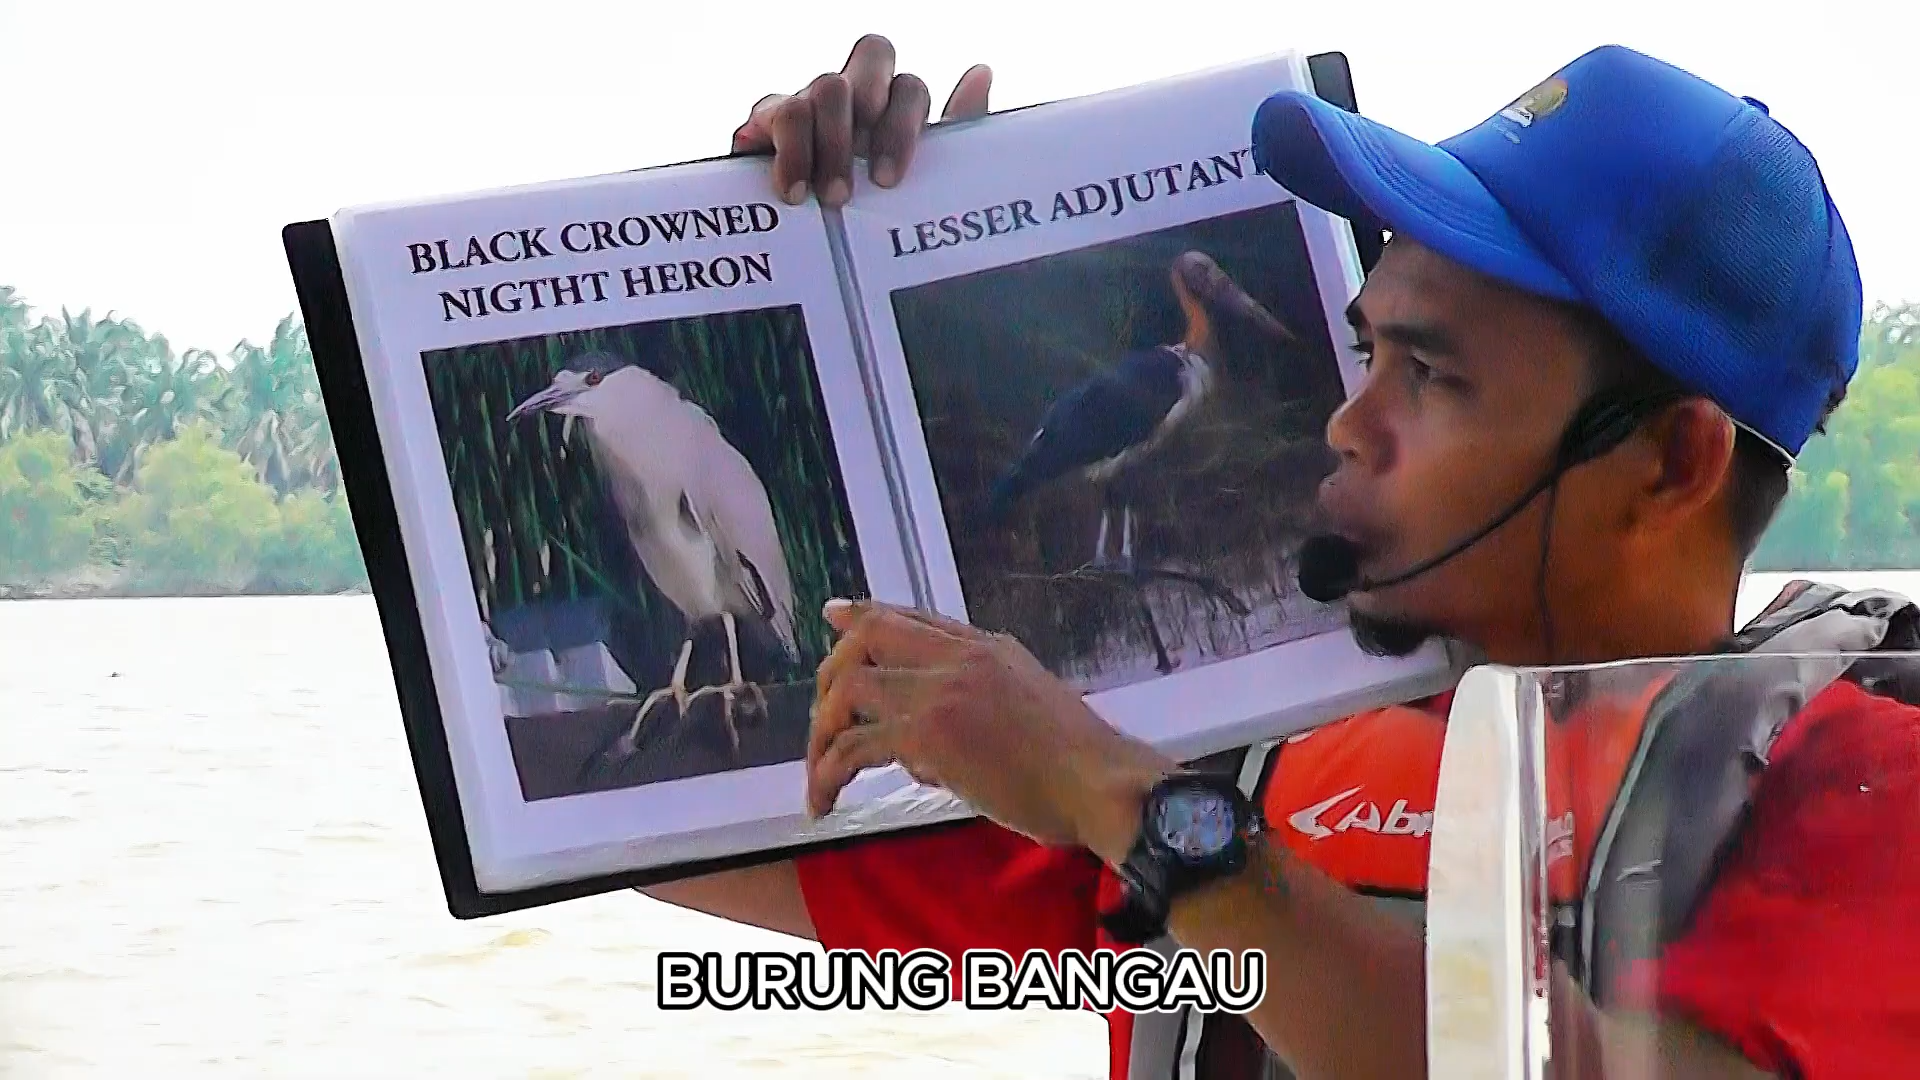 BLACK CROWNED
NIGTHT HERON
LESSER ADJUTANT
BURUNG BANGAU